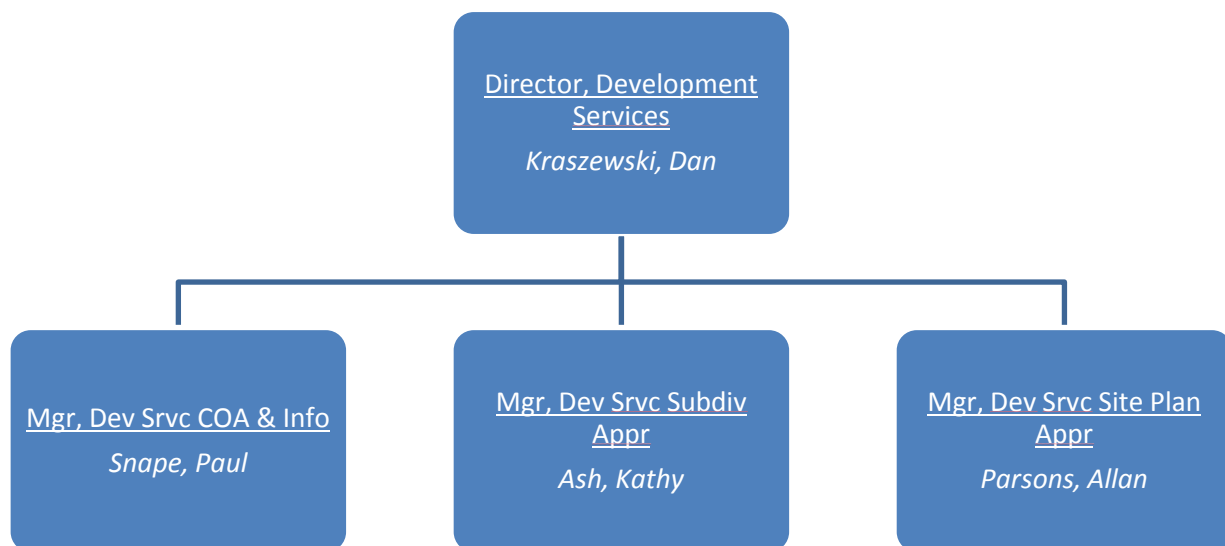 Director, Development
Services
Kraszewski, Dan
Mgr, Dev Srvc COA & Info
Snape, Paul
Mgr, Dev Srvc Subdiv
Appr
Ash, Kathy
Mgr, Dev Srvc Site Plan
Appr
Parsons, Allan